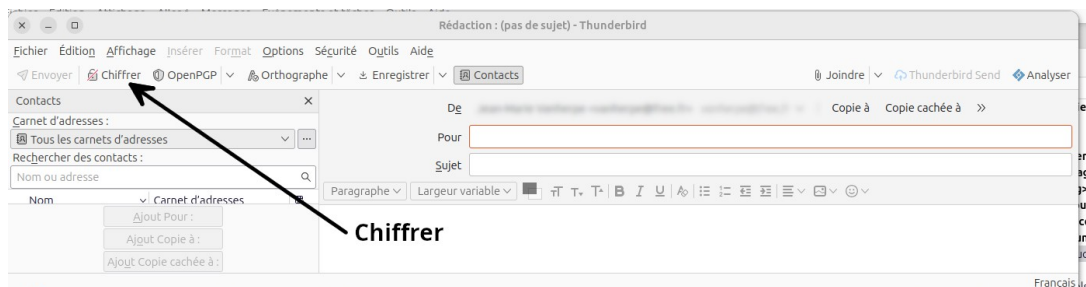 Rédaction : (pas de sujet) - Thunderbird
Fichier Édition Affichage Insérer Format Options Sécurité Outils Aide
Envoyer Chiffrer OpenPGP Orthographe Enregistrer Contacts Joindre Thunderbird Send Analyser
Contacts
De Copie à Copie cachée à
Carnet d'adresses :
Tous les carnets d'adresses
Pour
Rechercher des contacts :
Sujet
Nom ou adresse
Paragraphe Largeur variable
Nom Carnet d'adresses
Ajout Pour :
Ajout Copie à :
Chiffrer
Ajout Copie cachée à :
Français